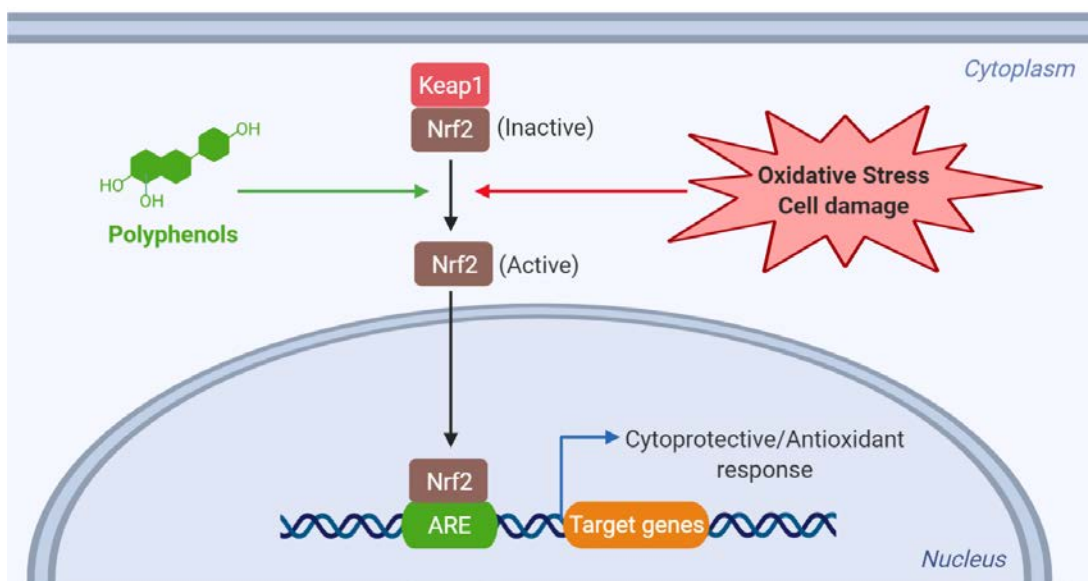 Cytoplasm
Keap1
Nrf2 (Inactive)
OH
HO
OH
Polyphenols
Oxidative Stress
Cell damage
Nrf2 (Active)
Cytoprotective/Antioxidant
response
Nrf2
ARE
Target genes
Nucleus